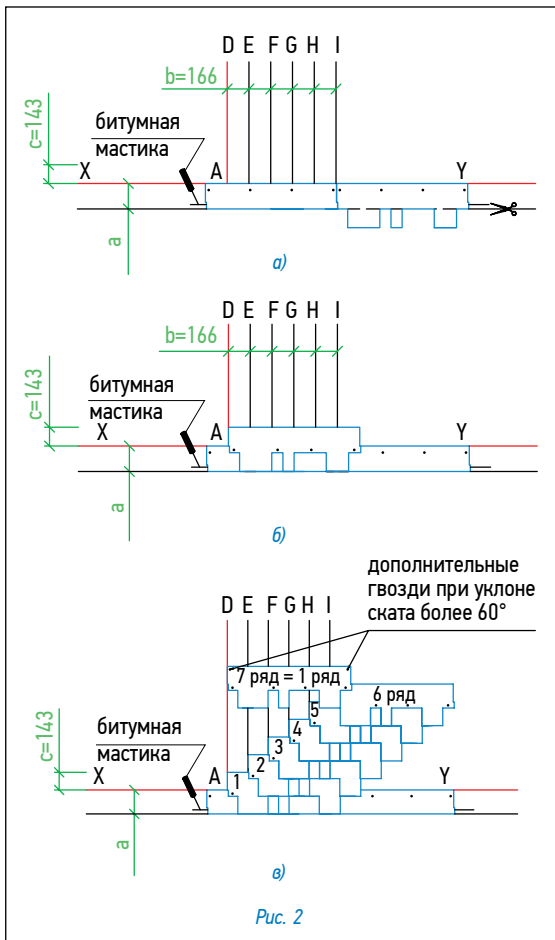 D E F G H I
b=166
битумная
мастика
c=143
X A Y
a
а)
D E F G H I
b=166
битумная
мастика
c=143
X A Y
a
б)
дополнительные
гвозди при уклоне
ската более 60°
D E F G H I
7 ряд = 1 ряд
6 ряд
5
4
3
2
1
битумная
мастика
c=143
X A Y
a
в)
Рис. 2